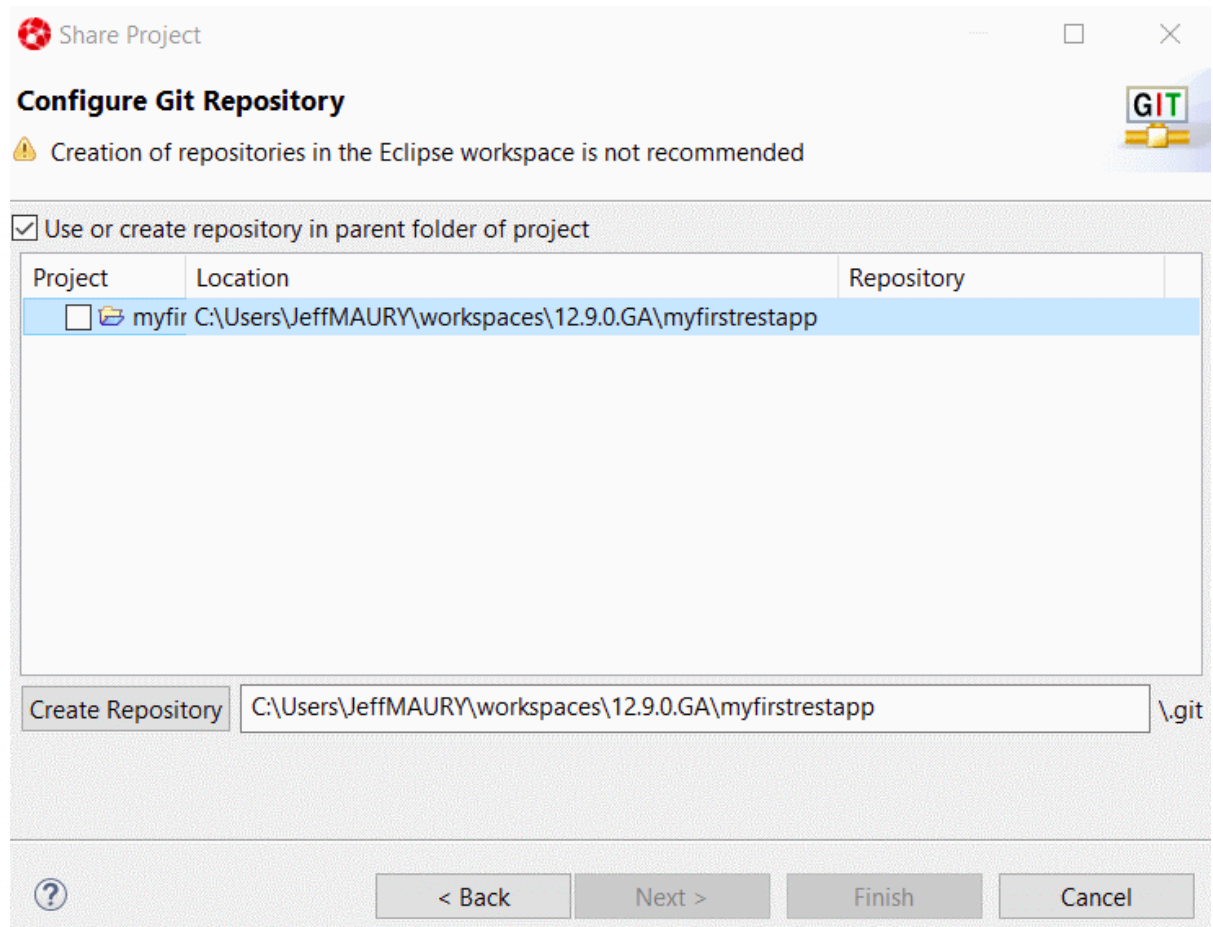 Share Project
Configure Git Repository
GIT
Creation of repositories in the Eclipse workspace is not recommended
Use or create repository in parent folder of project
Project Location Repository
myfir C:\Users\JeffMAURY\workspaces\12.9.0.GA\myfirstrestapp
Create Repository C:\Users\JeffMAURY\workspaces\12.9.0.GA\myfirstrestapp \.git
? < Back Next > Finish Cancel